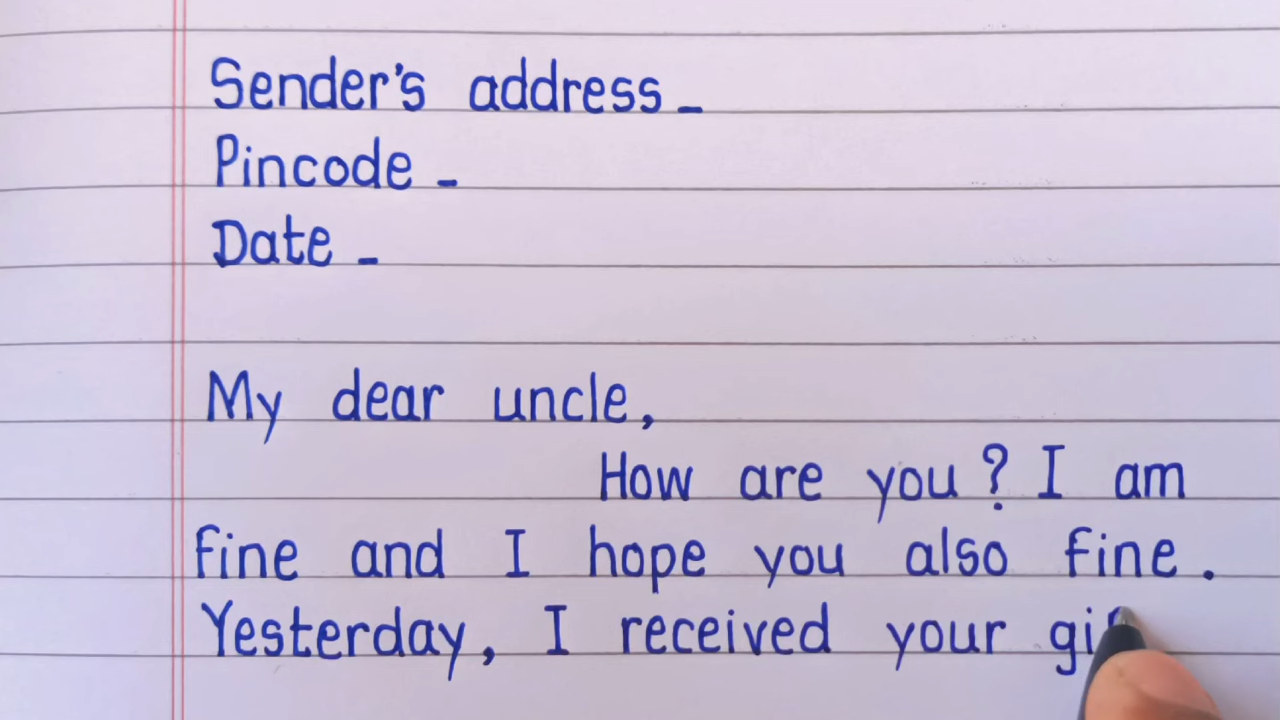 Sender's address -
Pincode -
Date -
My dear uncle,
How are you? I am
fine and I hope you also fine.
Yesterday, I received your